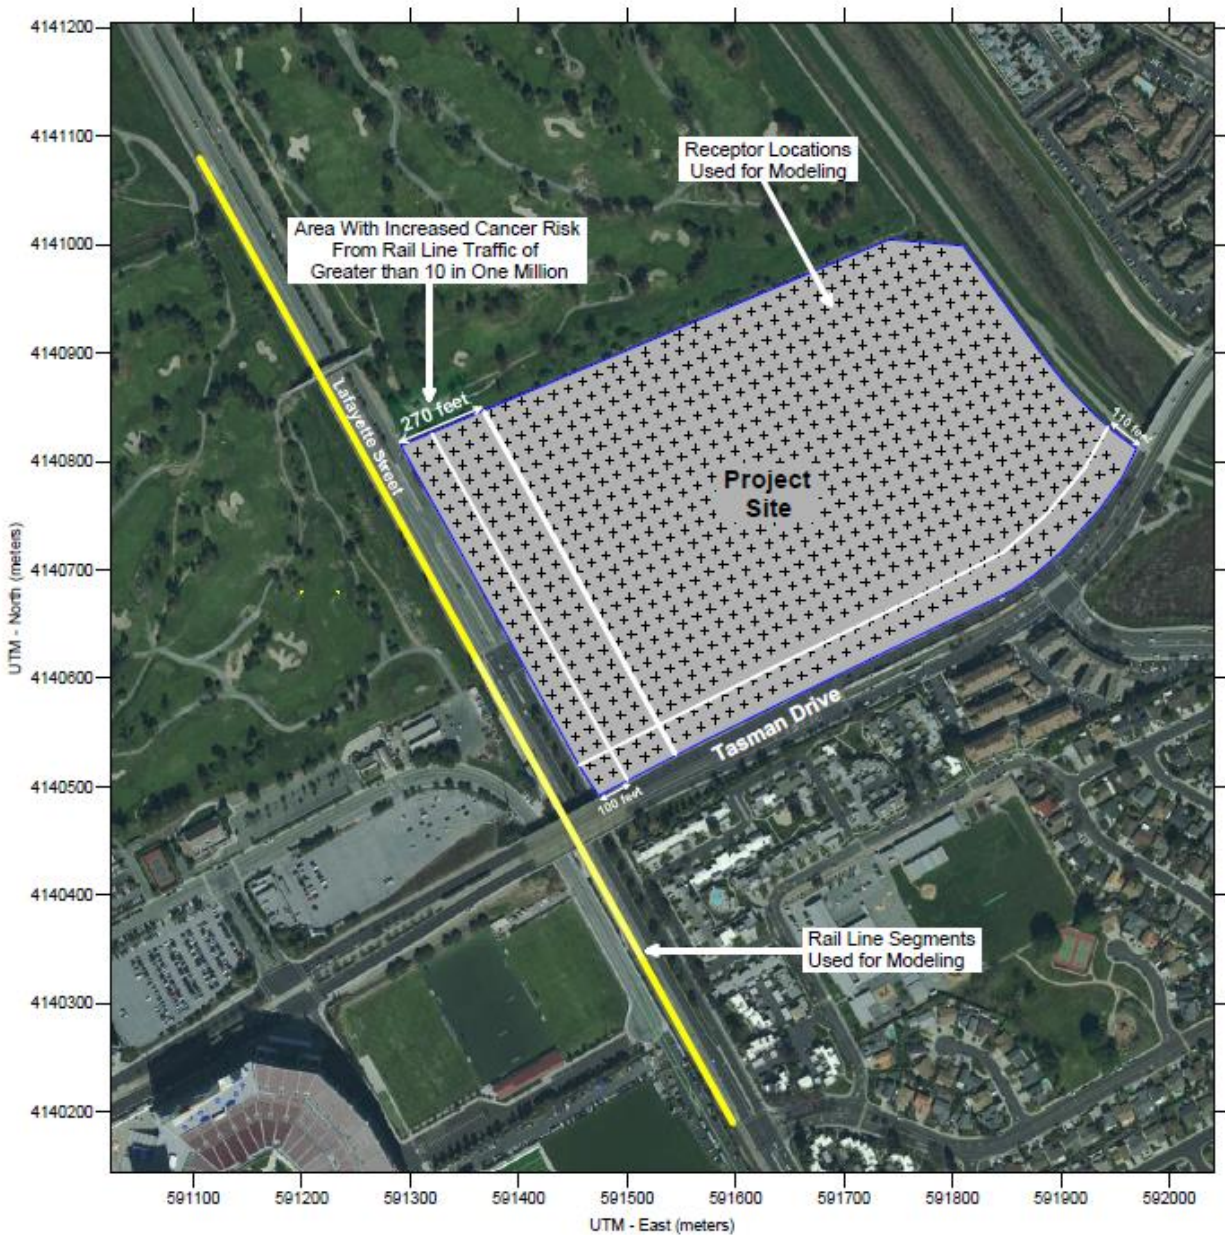 4141200
4141100
4141000
4140900
4140800
4140700
4140600
4140500
4140400
4140300
4140200
UTM - North (meters)
Receptor Locations
Used for Modeling
Area With Increased Cancer Risk
From Rail Line Traffic of
Greater than 10 in One Million
270 feet
Lafayette Street
110 feet
Project
Site
Tasman Drive
100 feet
Rail Line Segments
Used for Modeling
591100 591200 591300 591400 591500 591600 591700 591800 591900 592000
UTM - East (meters)